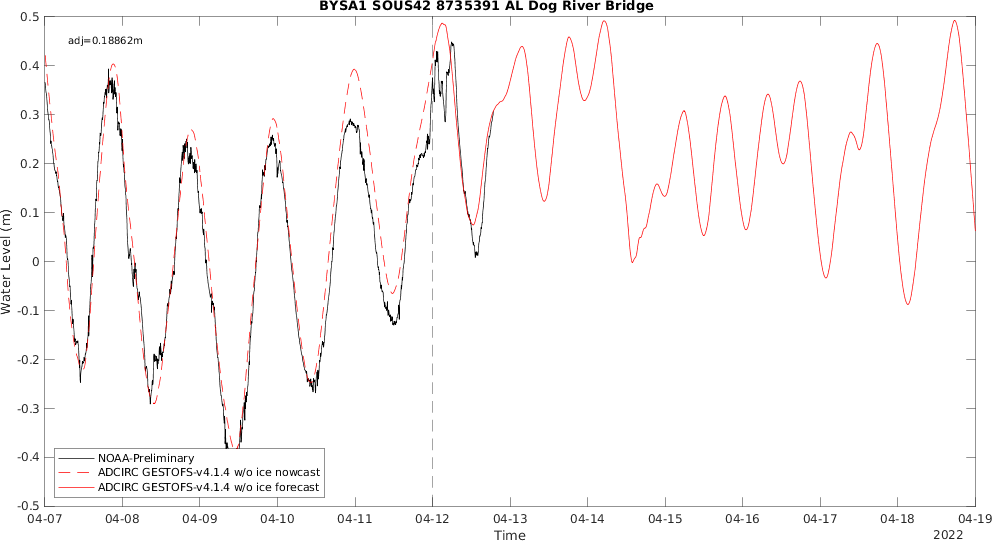 BYSA1 SOUS42 8735391 AL Dog River Bridge
adj=0.18862m
Water Level (m)
0.5
0.4
0.3
0.2
0.1
0
-0.1
-0.2
-0.3
-0.4
-0.5
NOAA-Preliminary
ADCIRC GESTOFS-v4.1.4 w/o ice nowcast
ADCIRC GESTOFS-v4.1.4 w/o ice forecast
04-07 04-08 04-09 04-10 04-11 04-12 04-13 04-14 04-15 04-16 04-17 04-18 04-19
Time
2022